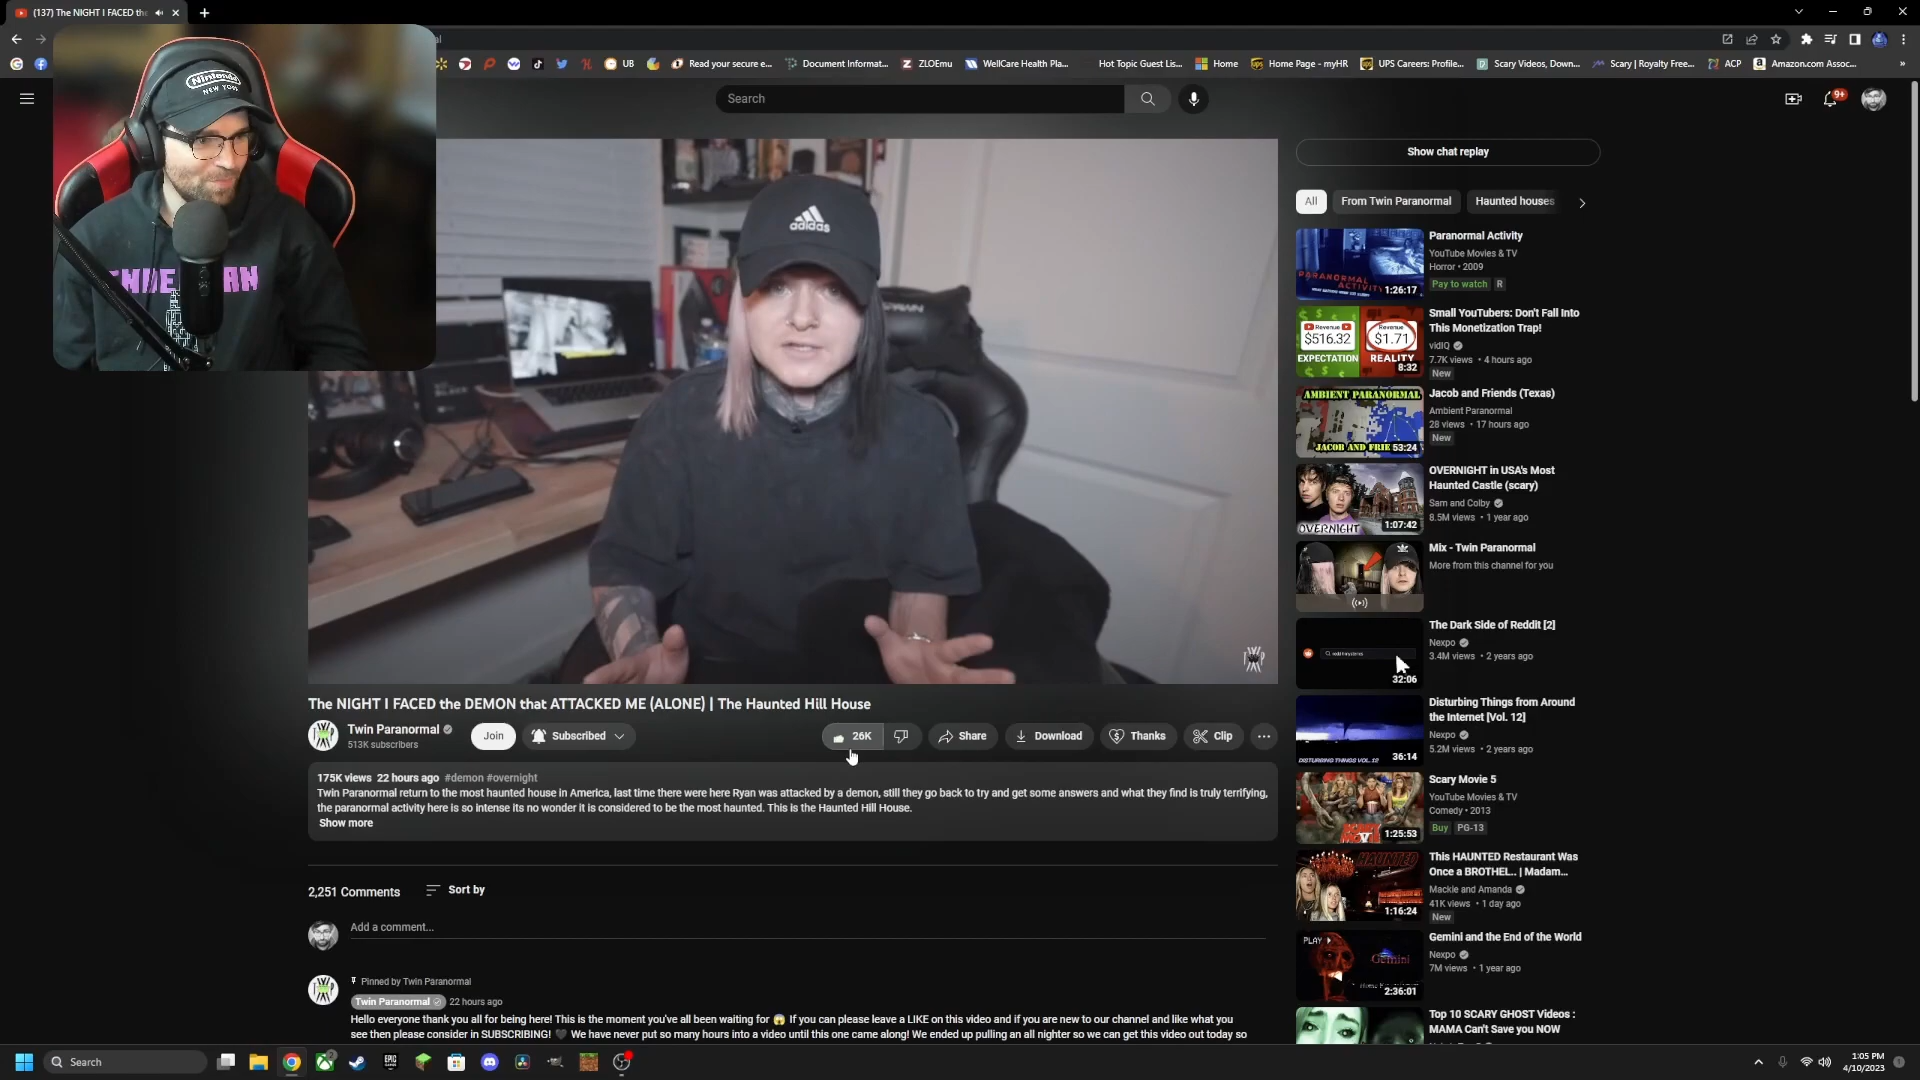 (137) The NIGHT I FACED the
UB
Read your secure e...
Document Informat...
ZLOEmu
WellCare Health Pla...
Hot Topic Guest Lis...
Home
Home Page - myHR
UPS Careers: Profile...
Scary Videos, Down...
Scary | Royalty Free...
ACP
Amazon.com Assoc...
Nintendo
NEW YORK
Search
9+
adidas
Show chat replay
All
From Twin Paranormal
Haunted houses
PARANORMAL ACTIVITY
1:26:17
Paranormal Activity
YouTube Movies & TV
Horror • 2009
Pay to watch
R
Revenue
$516.32
EXPECTATION
Revenue
$1.71
REALITY
8:32
Small YouTubers: Don't Fall Into
This Monetization Trap!
vidIQ
7.7K views • 4 hours ago
New
AMBIENT PARANORMAL
JACOB AND FRIE
53:24
Jacob and Friends (Texas)
Ambient Paranormal
28 views • 17 hours ago
New
OVERNIGHT
1:07:42
OVERNIGHT in USA's Most
Haunted Castle (scary)
Sam and Colby
8.5M views • 1 year ago
Mix - Twin Paranormal
More from this channel for you
32:06
The Dark Side of Reddit [2]
Nexpo
3.4M views • 2 years ago
DISTURBING THINGS VOL. 12
36:14
Disturbing Things from Around
the Internet [Vol. 12]
Nexpo
5.2M views • 2 years ago
1:25:53
Scary Movie 5
YouTube Movies & TV
Comedy • 2013
Buy
PG-13
HAUNTED
1:16:24
This HAUNTED Restaurant Was
Once a BROTHEL.. | Madam...
Mackie and Amanda
41K views • 1 day ago
New
PLAY
Gemini
2:36:01
Gemini and the End of the World
Nexpo
7M views • 1 year ago
Top 10 SCARY GHOST Videos :
MAMA Can't Save you NOW
The NIGHT I FACED the DEMON that ATTACKED ME (ALONE) | The Haunted Hill House
Twin Paranormal
513K subscribers
Join
Subscribed
26K
Share
Download
Thanks
Clip
175K views 22 hours ago #demon #overnight
Twin Paranormal return to the most haunted house in America, last time there were here Ryan was attacked by a demon, still they go back to try and get some answers and what they find is truly terrifying,
the paranormal activity here is so intense its no wonder it is considered to be the most haunted. This is the Haunted Hill House.
Show more
2,251 Comments
Sort by
Add a comment...
Pinned by Twin Paranormal
Twin Paranormal
22 hours ago
Hello everyone thank you all for being here! This is the moment you've all been waiting for 😱 If you can please leave a LIKE on this video and if you are new to our channel and like what you
see then please consider in SUBSCRIBING! 🖤 We have never put so many hours into a video until this one came along! We ended up pulling an all nighter so we can get this video out today so
Search
1:05 PM
4/10/2023